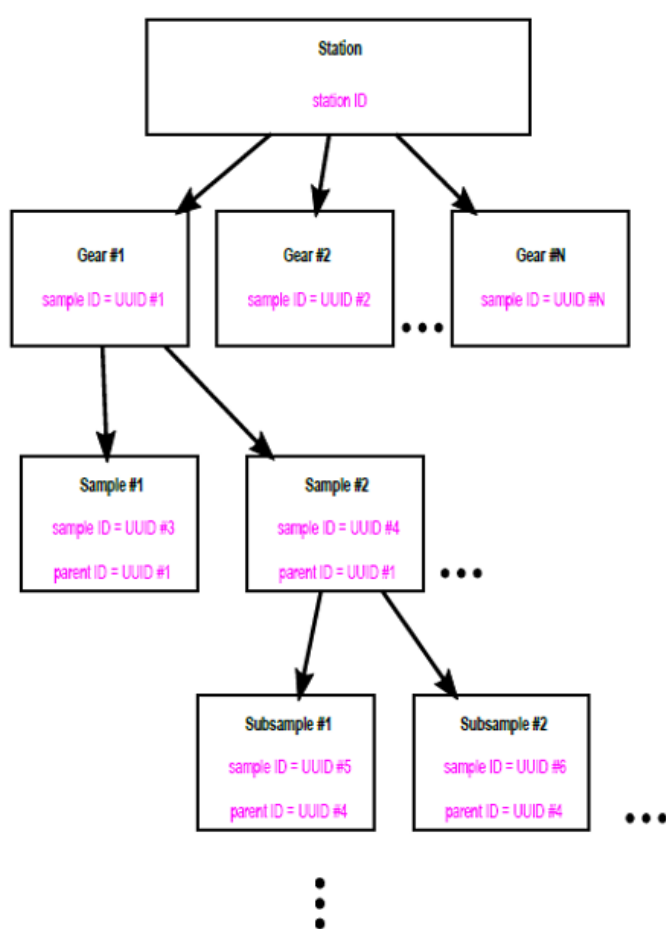 Station
station ID
Gear #1
sample ID = UUID #1
Gear #2
sample ID = UUID #2
Gear #N
sample ID = UUID #N
Sample #1
sample ID = UUID #3
parent ID = UUID #1
Sample #2
sample ID = UUID #4
parent ID = UUID #1
Subsample #1
sample ID = UUID #5
parent ID = UUID #4
Subsample #2
sample ID = UUID #6
parent ID = UUID #4